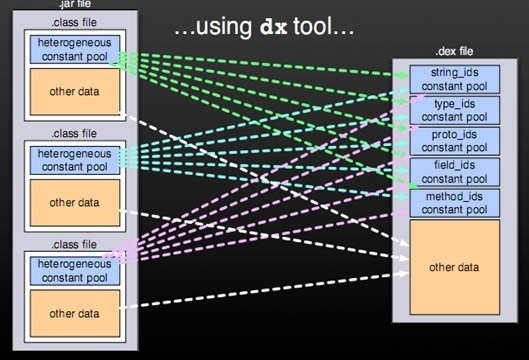 .jar file
…using dx tool…
.class file
heterogeneous
constant pool
other data
.class file
heterogeneous
constant pool
other data
.class file
heterogeneous
constant pool
other data
.dex file
string_ids
constant pool
type_ids
constant pool
proto_ids
constant pool
field_ids
constant pool
method_ids
constant pool
other data